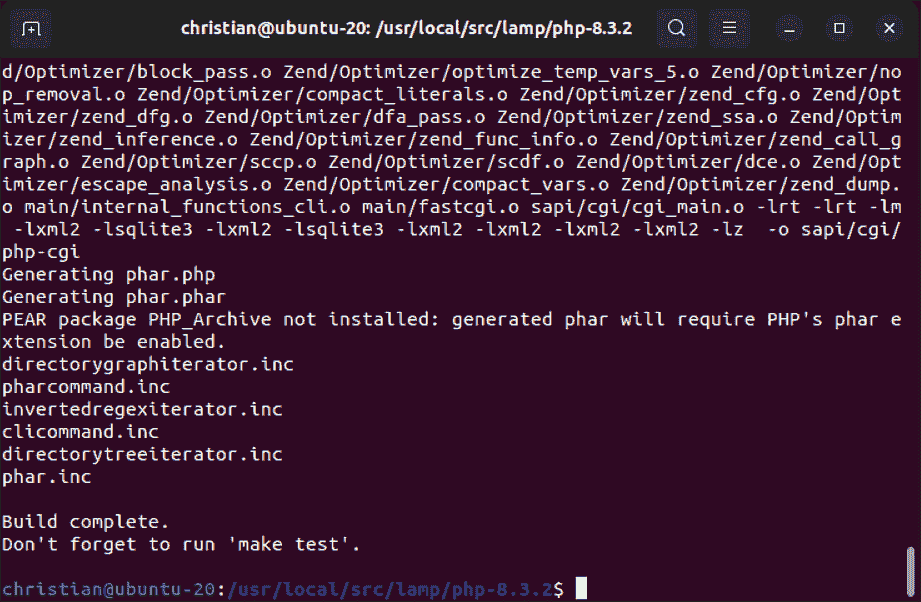 christian@ubuntu-20: /usr/local/src/lamp/php-8.3.2
d/Optimizer/block_pass.o Zend/Optimizer/optimize_temp_vars_5.o Zend/Optimizer/no
p_removal.o Zend/Optimizer/compact_literals.o Zend/Optimizer/zend_cfg.o Zend/Opt
imizer/zend_dfg.o Zend/Optimizer/dfa_pass.o Zend/Optimizer/zend_ssa.o Zend/Optim
izer/zend_inference.o Zend/Optimizer/zend_func_info.o Zend/Optimizer/zend_call_g
raph.o Zend/Optimizer/sccp.o Zend/Optimizer/scdf.o Zend/Optimizer/dce.o Zend/Opt
imizer/escape_analysis.o Zend/Optimizer/compact_vars.o Zend/Optimizer/zend_dump.
o main/internal_functions_cli.o main/fastcgi.o sapi/cgi/cgi_main.o -lrt -lrt -lm
 -lxml2 -lsqlite3 -lxml2 -lsqlite3 -lxml2 -lxml2 -lxml2 -lxml2 -lz  -o sapi/cgi/
php-cgi
Generating phar.php
Generating phar.phar
PEAR package PHP_Archive not installed: generated phar will require PHP's phar e
xtension be enabled.
directorygraphiterator.inc
pharcommand.inc
invertedregexiterator.inc
clicommand.inc
directorytreeiterator.inc
phar.inc
Build complete.
Don't forget to run 'make test'.
christian@ubuntu-20:/usr/local/src/lamp/php-8.3.2$